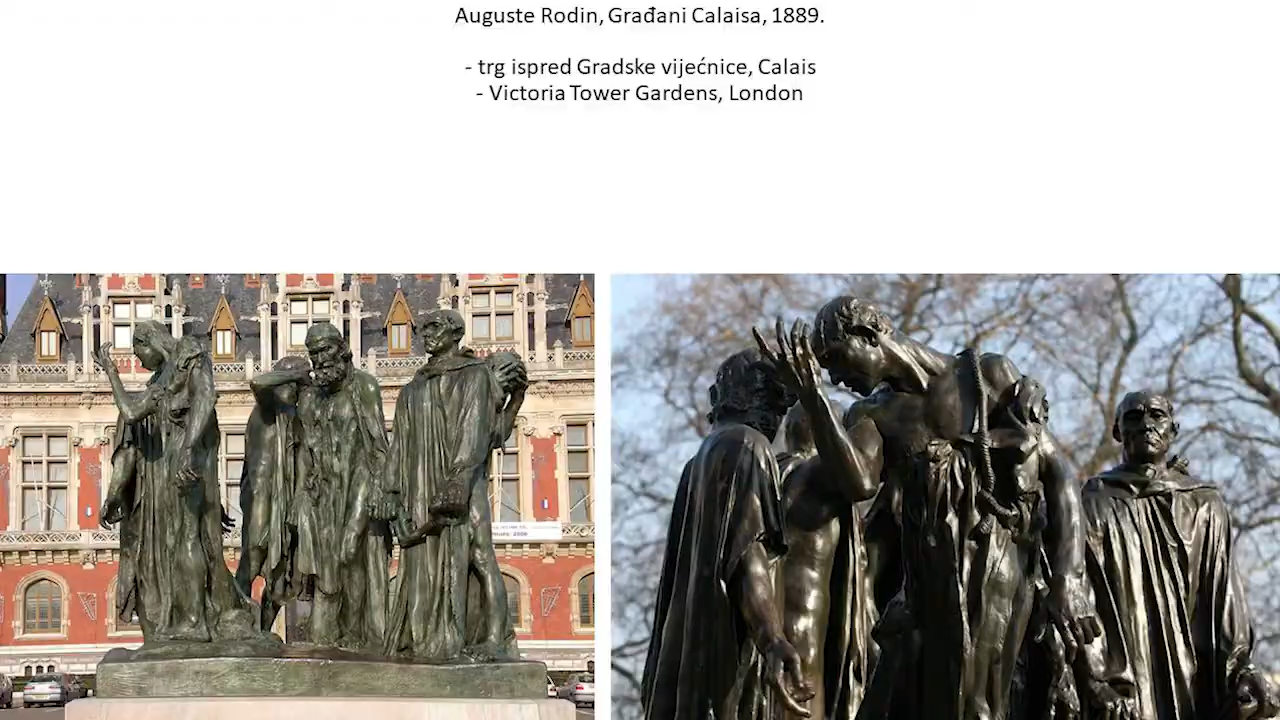 Auguste Rodin, Građani Calaisa, 1889.
- trg ispred Gradske vijećnice, Calais
- Victoria Tower Gardens, London